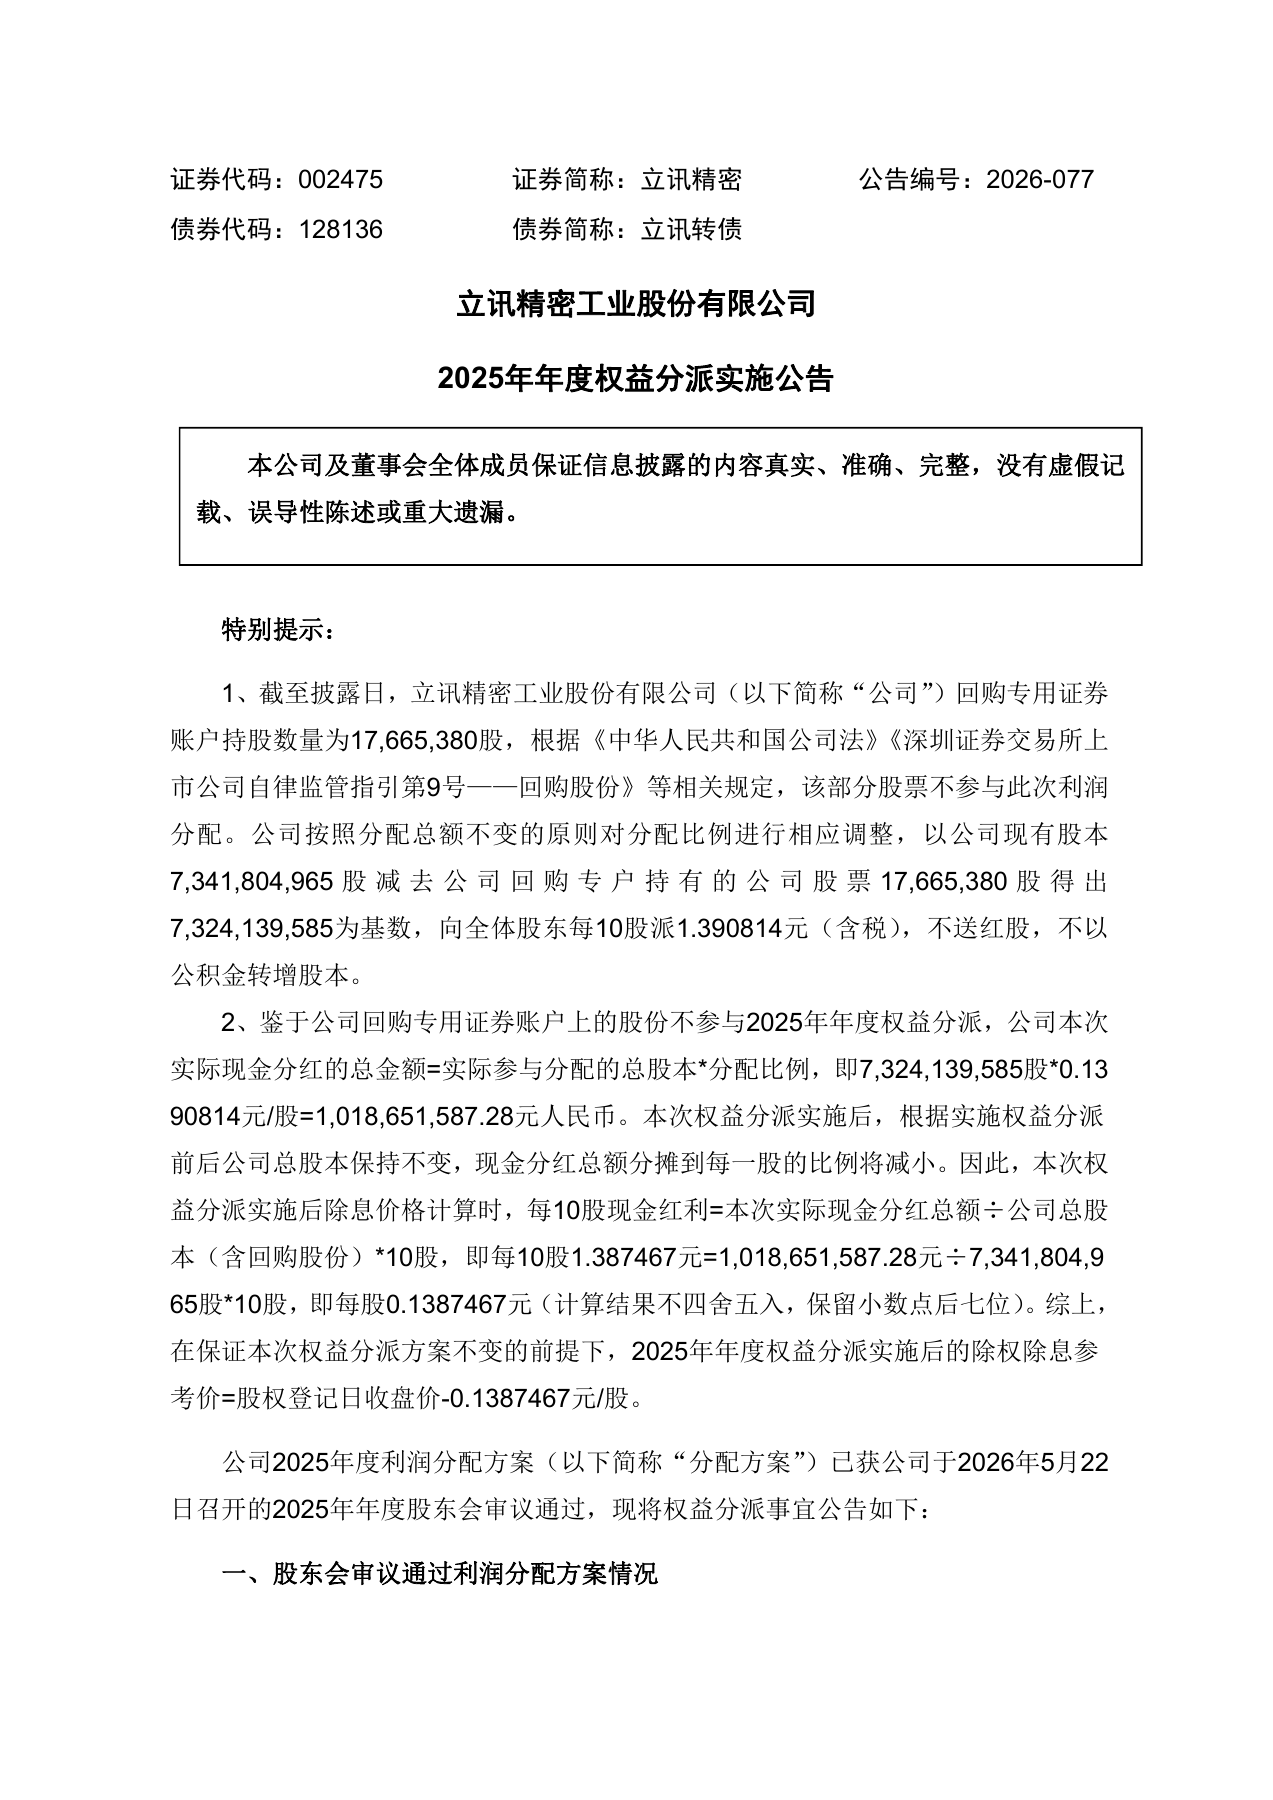 证券代码：002475 证券简称：立讯精密 公告编号：2026-077
债券代码：128136 债券简称：立讯转债
立讯精密工业股份有限公司
2025年年度权益分派实施公告
本公司及董事会全体成员保证信息披露的内容真实、准确、完整，没有虚假记
载、误导性陈述或重大遗漏。
特别提示：
1、截至披露日，立讯精密工业股份有限公司（以下简称“公司”）回购专用证券
账户持股数量为17,665,380股，根据《中华人民共和国公司法》《深圳证券交易所上
市公司自律监管指引第9号——回购股份》等相关规定，该部分股票不参与此次利润
分配。公司按照分配总额不变的原则对分配比例进行相应调整，以公司现有股本
7,341,804,965股减去公司回购专户持有的公司股票17,665,380股得出
7,324,139,585为基数，向全体股东每10股派1.390814元（含税），不送红股，不以
公积金转增股本。
2、鉴于公司回购专用证券账户上的股份不参与2025年年度权益分派，公司本次
实际现金分红的总金额=实际参与分配的总股本*分配比例，即7,324,139,585股*0.13
90814元/股=1,018,651,587.28元人民币。本次权益分派实施后，根据实施权益分派
前后公司总股本保持不变，现金分红总额分摊到每一股的比例将减小。因此，本次权
益分派实施后除息价格计算时，每10股现金红利=本次实际现金分红总额÷公司总股
本（含回购股份）*10股，即每10股1.387467元=1,018,651,587.28元÷7,341,804,9
65股*10股，即每股0.1387467元（计算结果不四舍五入，保留小数点后七位）。综上，
在保证本次权益分派方案不变的前提下，2025年年度权益分派实施后的除权除息参
考价=股权登记日收盘价-0.1387467元/股。
公司2025年度利润分配方案（以下简称“分配方案”）已获公司于2026年5月22
日召开的2025年年度股东会审议通过，现将权益分派事宜公告如下：
一、股东会审议通过利润分配方案情况